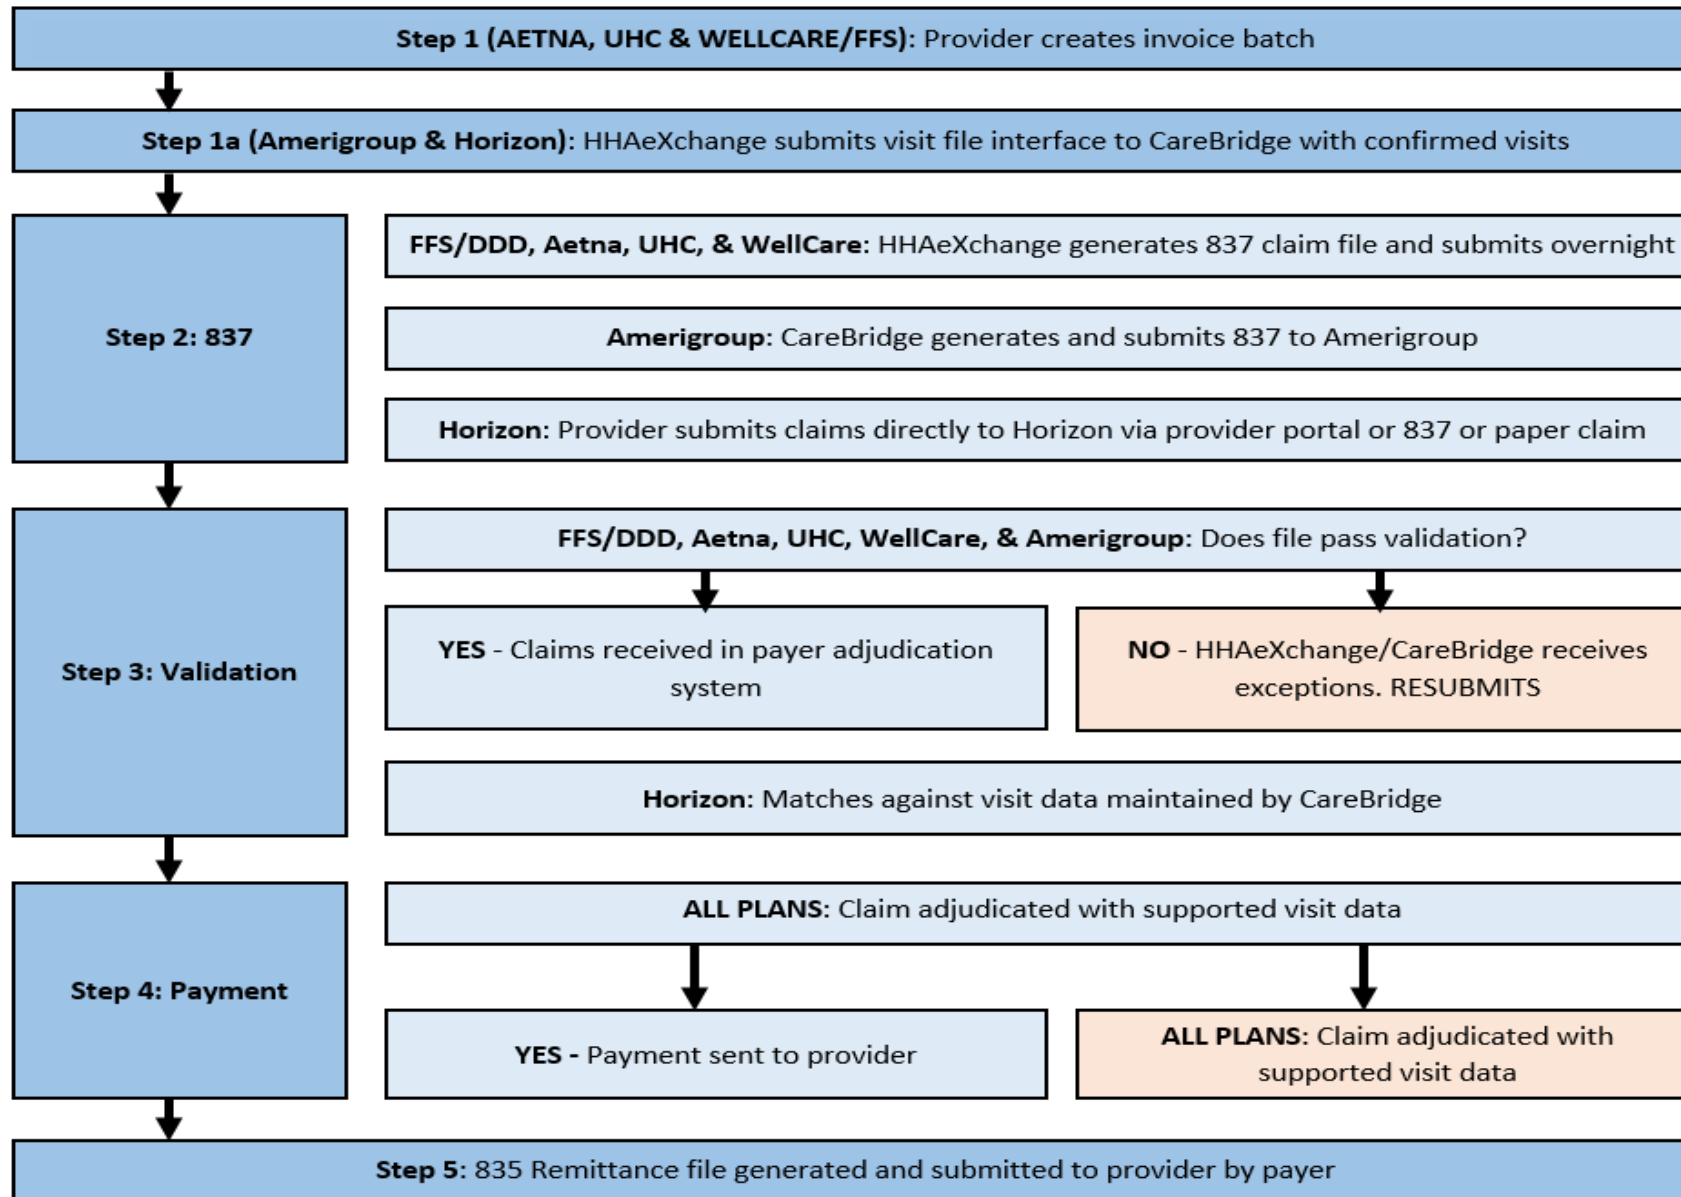 Step 1 (AETNA, UHC & WELLCARE/FFS): Provider creates invoice batch
Step 1a (Amerigroup & Horizon): HHAeXchange submits visit file interface to CareBridge with confirmed visits
Step 2: 837
FFS/DDD, Aetna, UHC, & WellCare: HHAeXchange generates 837 claim file and submits overnight
Amerigroup: CareBridge generates and submits 837 to Amerigroup
Horizon: Provider submits claims directly to Horizon via provider portal or 837 or paper claim
Step 3: Validation
FFS/DDD, Aetna, UHC, WellCare, & Amerigroup: Does file pass validation?
YES - Claims received in payer adjudication
system
NO - HHAeXchange/CareBridge receives
exceptions. RESUBMITS
Horizon: Matches against visit data maintained by CareBridge
Step 4: Payment
ALL PLANS: Claim adjudicated with supported visit data
YES - Payment sent to provider
ALL PLANS: Claim adjudicated with
supported visit data
Step 5: 835 Remittance file generated and submitted to provider by payer